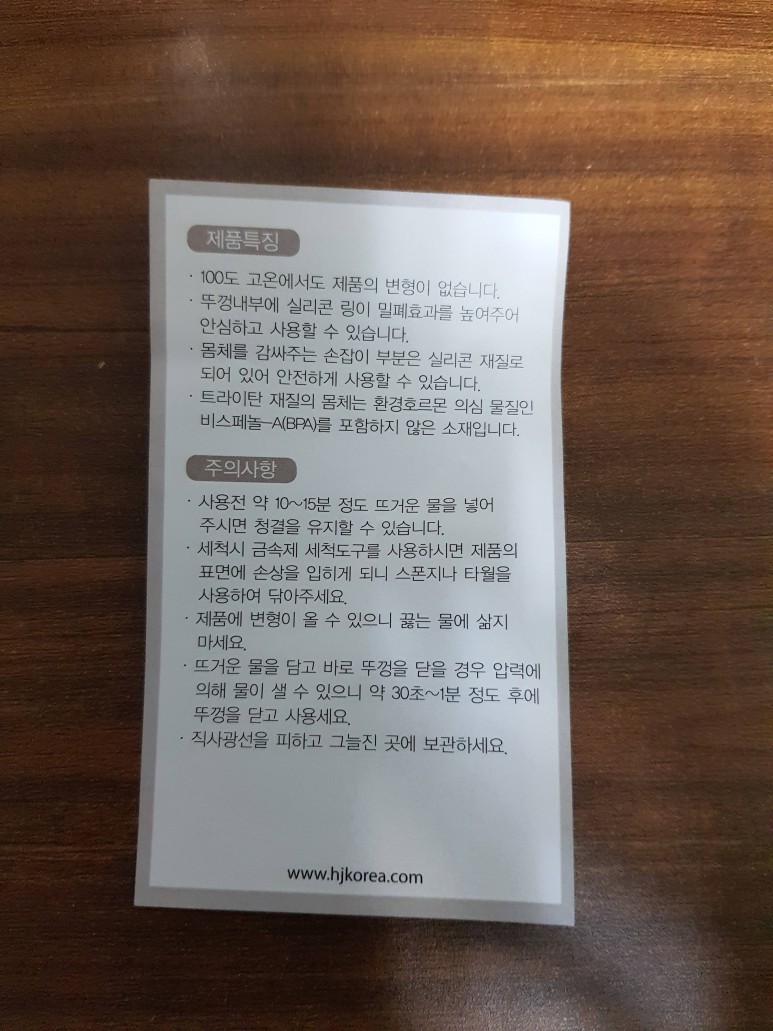 제품특징
· 100도 고온에서도 제품의 변형이 없습니다.
· 뚜껑내부에 실리콘 링이 밀폐효과를 높여주어
안심하고 사용할 수 있습니다.
· 몸체를 감싸주는 손잡이 부분은 실리콘 재질로
되어 있어 안전하게 사용할 수 있습니다.
· 트라이탄 재질의 몸체는 환경호르몬 의심 물질인
비스페놀-A(BPA)를 포함하지 않은 소재입니다.
주의사항
· 사용전 약 10~15분 정도 뜨거운 물을 넣어
주시면 청결을 유지할 수 있습니다.
· 세척시 금속제 세척도구를 사용하시면 제품의
표면에 손상을 입히게 되니 스폰지나 타월을
사용하여 닦아주세요.
· 제품에 변형이 올 수 있으니 끓는 물에 삶지
마세요.
· 뜨거운 물을 담고 바로 뚜껑을 닫을 경우 압력에
의해 물이 샐 수 있으니 약 30초~1분 정도 후에
뚜껑을 닫고 사용세요.
· 직사광선을 피하고 그늘진 곳에 보관하세요.
www.hjkorea.com